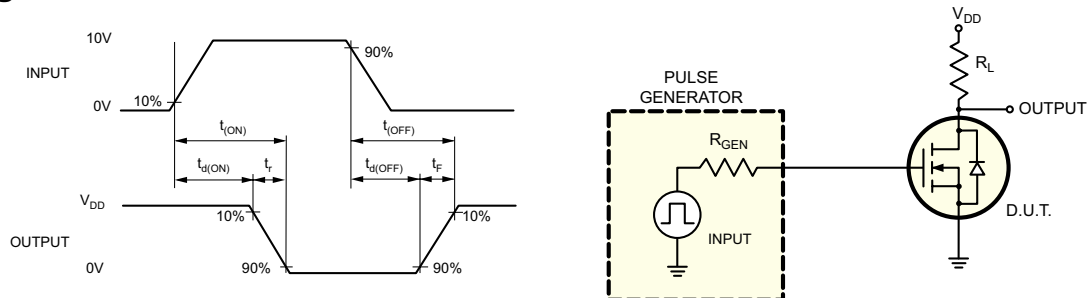 10V
90%
INPUT
10%
0V
t(ON)
t(OFF)
td(ON)
tr
td(OFF)
tF
VDD
10%
10%
OUTPUT
0V
90%
90%
VDD
RL
PULSE
GENERATOR
OUTPUT
RGEN
D.U.T.
INPUT